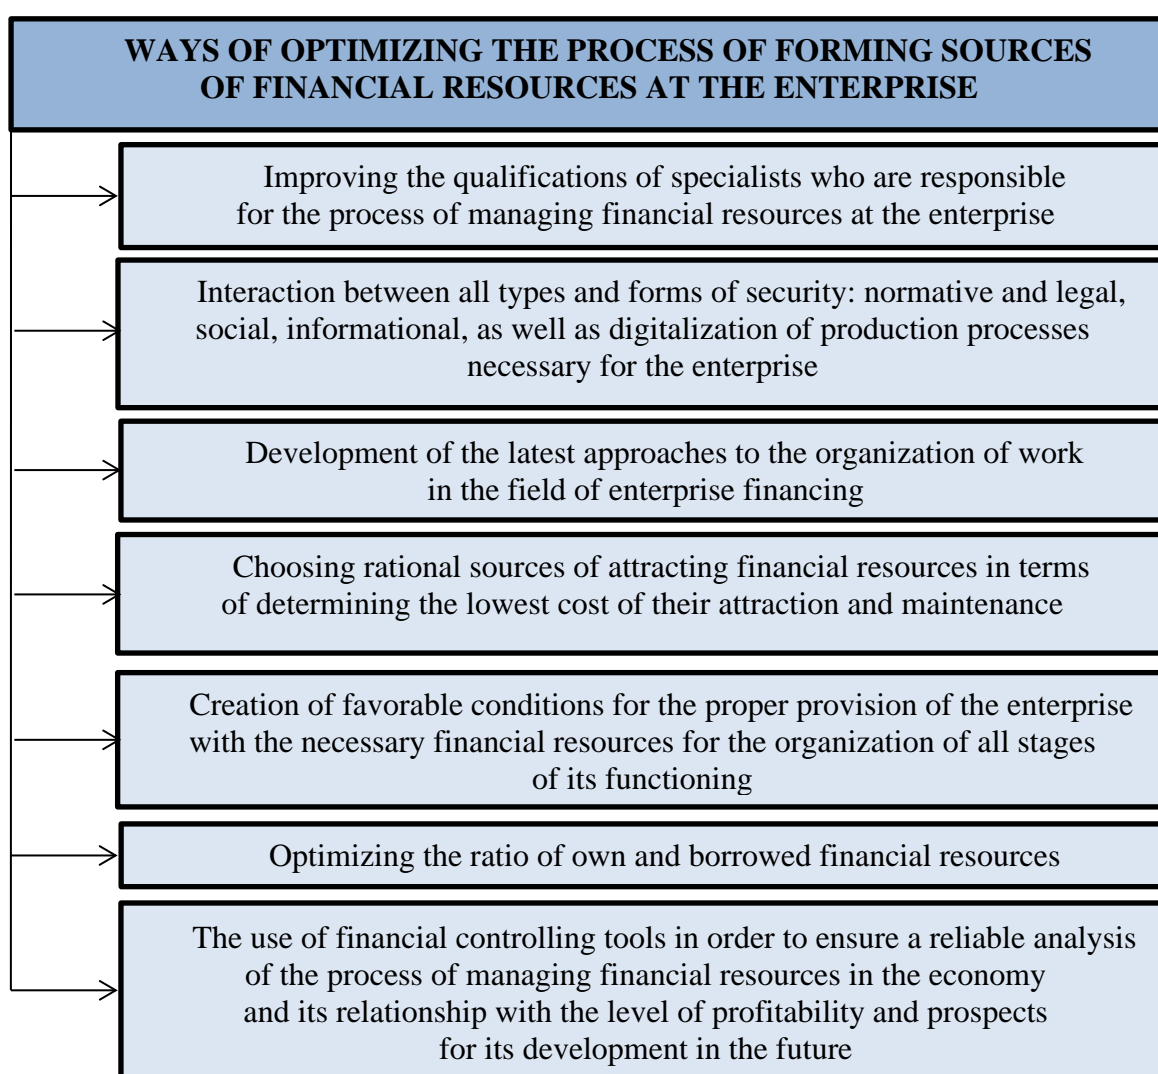 WAYS OF OPTIMIZING THE PROCESS OF FORMING SOURCES
OF FINANCIAL RESOURCES AT THE ENTERPRISE
Improving the qualifications of specialists who are responsible
for the process of managing financial resources at the enterprise
Interaction between all types and forms of security: normative and legal,
social, informational, as well as digitalization of production processes
necessary for the enterprise
Development of the latest approaches to the organization of work
in the field of enterprise financing
Choosing rational sources of attracting financial resources in terms
of determining the lowest cost of their attraction and maintenance
Creation of favorable conditions for the proper provision of the enterprise
with the necessary financial resources for the organization of all stages
of its functioning
Optimizing the ratio of own and borrowed financial resources
The use of financial controlling tools in order to ensure a reliable analysis
of the process of managing financial resources in the economy
and its relationship with the level of profitability and prospects
for its development in the future